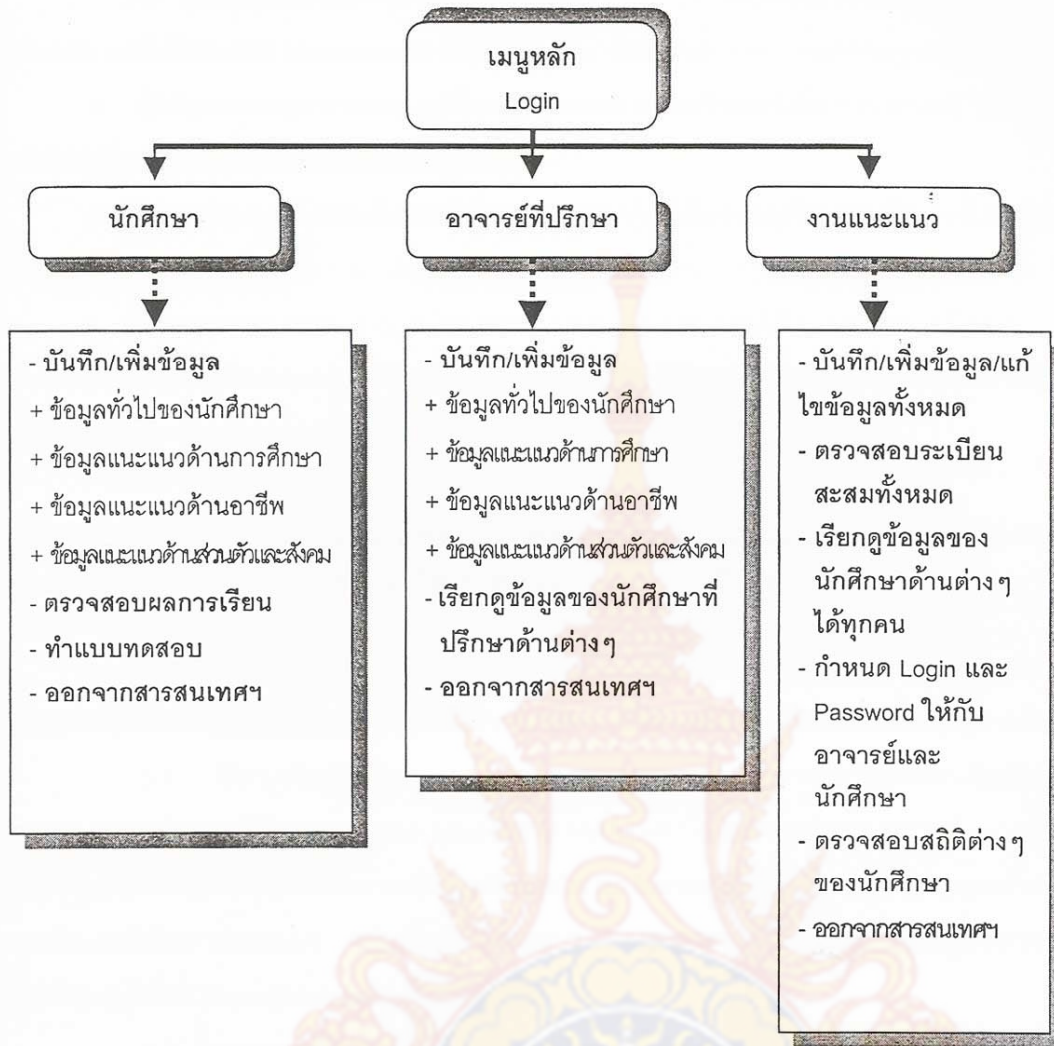 เมนูหลัก
Login
นักศึกษา
อาจารย์ที่ปรึกษา
งานแนะแนว
- บันทึก/เพิ่มข้อมูล
+ ข้อมูลทั่วไปของนักศึกษา
+ ข้อมูลแนะแนวด้านการศึกษา
+ ข้อมูลแนะแนวด้านอาชีพ
+ ข้อมูลแนะแนวด้านส่วนตัวและสังคม
- ตรวจสอบผลการเรียน
- ทำแบบทดสอบ
- ออกจากสารสนเทศฯ
- บันทึก/เพิ่มข้อมูล
+ ข้อมูลทั่วไปของนักศึกษา
+ ข้อมูลแนะแนวด้านการศึกษา
+ ข้อมูลแนะแนวด้านอาชีพ
+ ข้อมูลแนะแนวด้านส่วนตัวและสังคม
- เรียกดูข้อมูลของนักศึกษาที่
ปรึกษาด้านต่างๆ
- ออกจากสารสนเทศฯ
- บันทึก/เพิ่มข้อมูล/แก้
ไขข้อมูลทั้งหมด
- ตรวจสอบระเบียน
สะสมทั้งหมด
- เรียกดูข้อมูลของ
นักศึกษาด้านต่างๆ
ได้ทุกคน
- กำหนด Login และ
Password ให้กับ
อาจารย์และ
นักศึกษา
- ตรวจสอบสถิติต่างๆ
ของนักศึกษา
- ออกจากสารสนเทศฯ